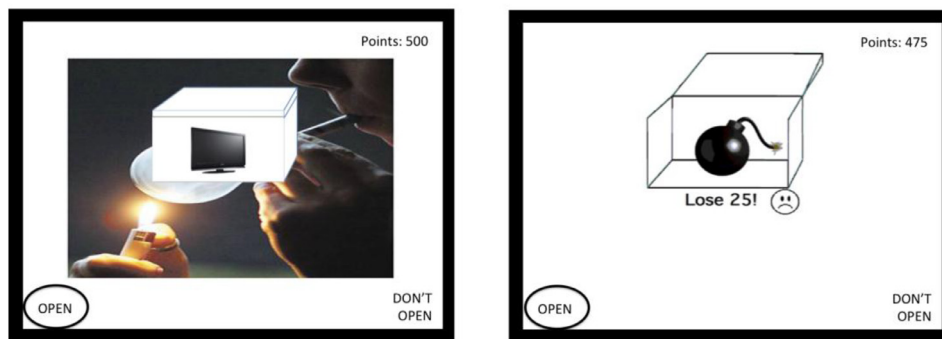 Points: 500
OPEN
DON'T
OPEN
Points: 475
Lose 25!
OPEN
DON'T
OPEN